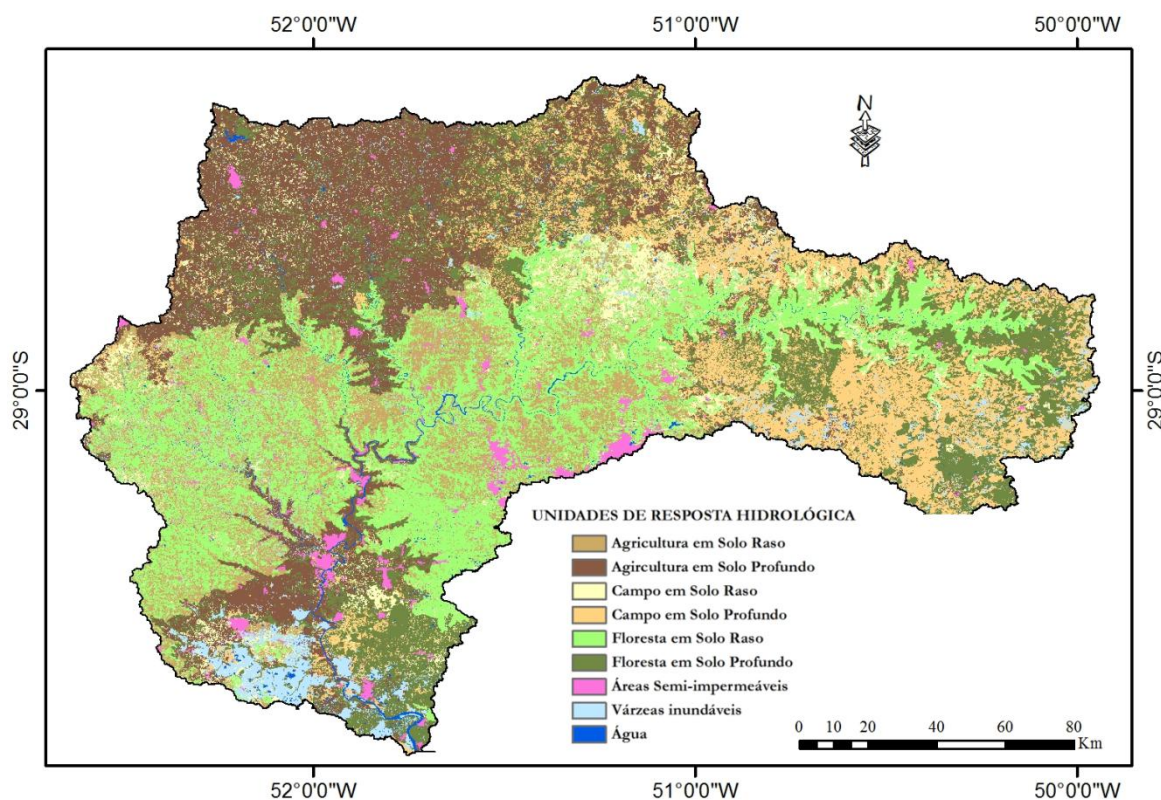 52°0'0"W
51°0'0"W
50°0'0"W
N
29°0'0"S
29°0'0"S
UNIDADES DE RESPOSTA HIDROLÓGICA
Agricultura em Solo Raso
Agircultura em Solo Profundo
Campo em Solo Raso
Campo em Solo Profundo
Floresta em Solo Raso
Floresta em Solo Profundo
Áreas Semi-impermeáveis
Várzeas inundáveis
Água
0 10 20 40 60 80
Km
52°0'0"W
51°0'0"W
50°0'0"W